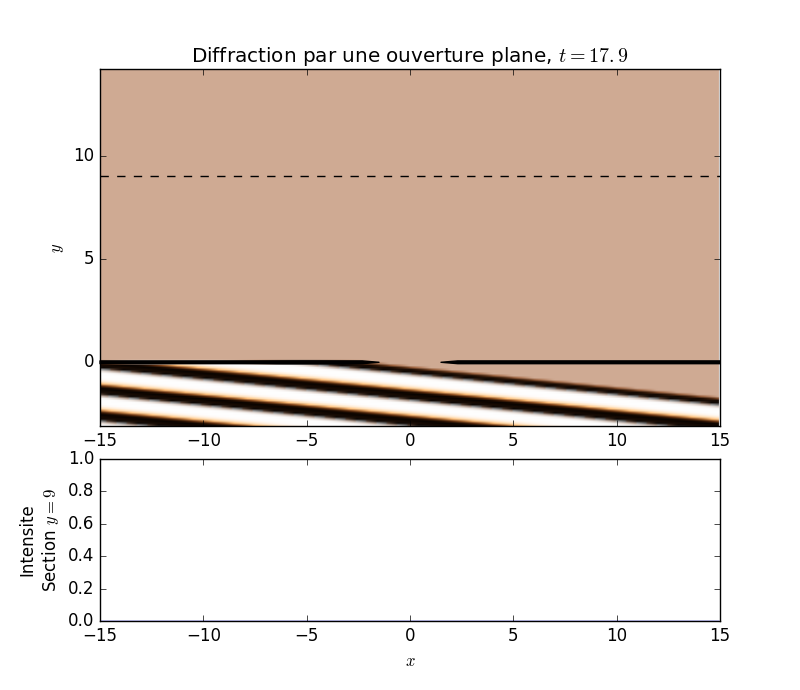 Diffraction par une ouverture plane, t = 17.9
10
5
0
y
−15 −10 −5 0 5 10 15
1.0
0.8
0.6
0.4
0.2
0.0
Intensite
Section y = 9
−15 −10 −5 0 5 10 15
x